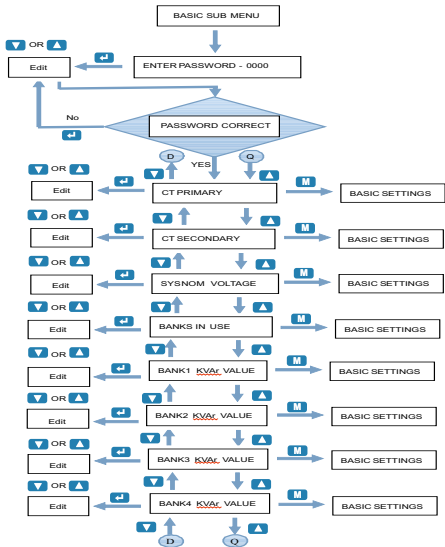 BASIC SUB MENU
OR
Edit
ENTER PASSWORD - 0000
No
PASSWORD CORRECT
D
YES
Q
OR
M
Edit
CT PRIMARY
BASIC SETTINGS
OR
M
Edit
CT SECONDARY
BASIC SETTINGS
OR
M
Edit
SYSNOM VOLTAGE
BASIC SETTINGS
OR
M
Edit
BANKS IN USE
BASIC SETTINGS
OR
M
Edit
BANK1 KVAr VALUE
BASIC SETTINGS
OR
M
Edit
BANK2 KVAr VALUE
BASIC SETTINGS
OR
M
Edit
BANK3 KVAr VALUE
BASIC SETTINGS
OR
M
Edit
BANK4 KVAr VALUE
BASIC SETTINGS
D
Q